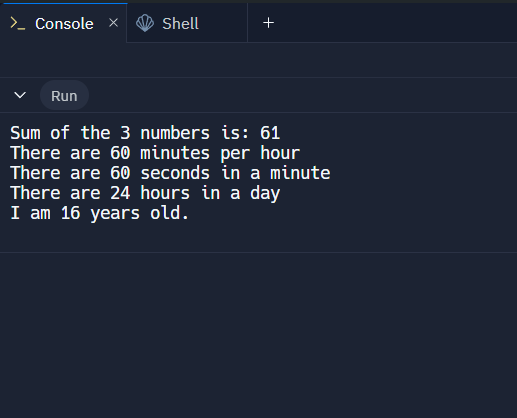 Console × Shell +
Run
Sum of the 3 numbers is: 61
There are 60 minutes per hour
There are 60 seconds in a minute
There are 24 hours in a day
I am 16 years old.